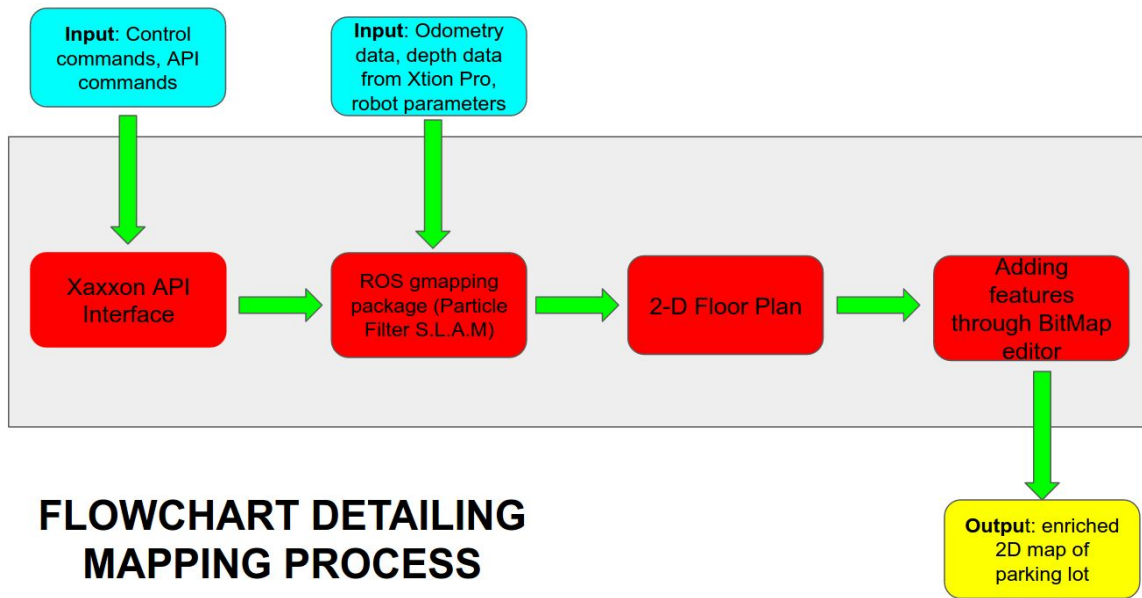 Input: Control
commands, API
commands
Input: Odometry
data, depth data
from Xtion Pro,
robot parameters
Xaxxon API
Interface
ROS gmapping
package (Particle
Filter S.L.A.M)
2-D Floor Plan
Adding
features
through BitMap
editor
FLOWCHART DETAILING
MAPPING PROCESS
Output: enriched
2D map of
parking lot